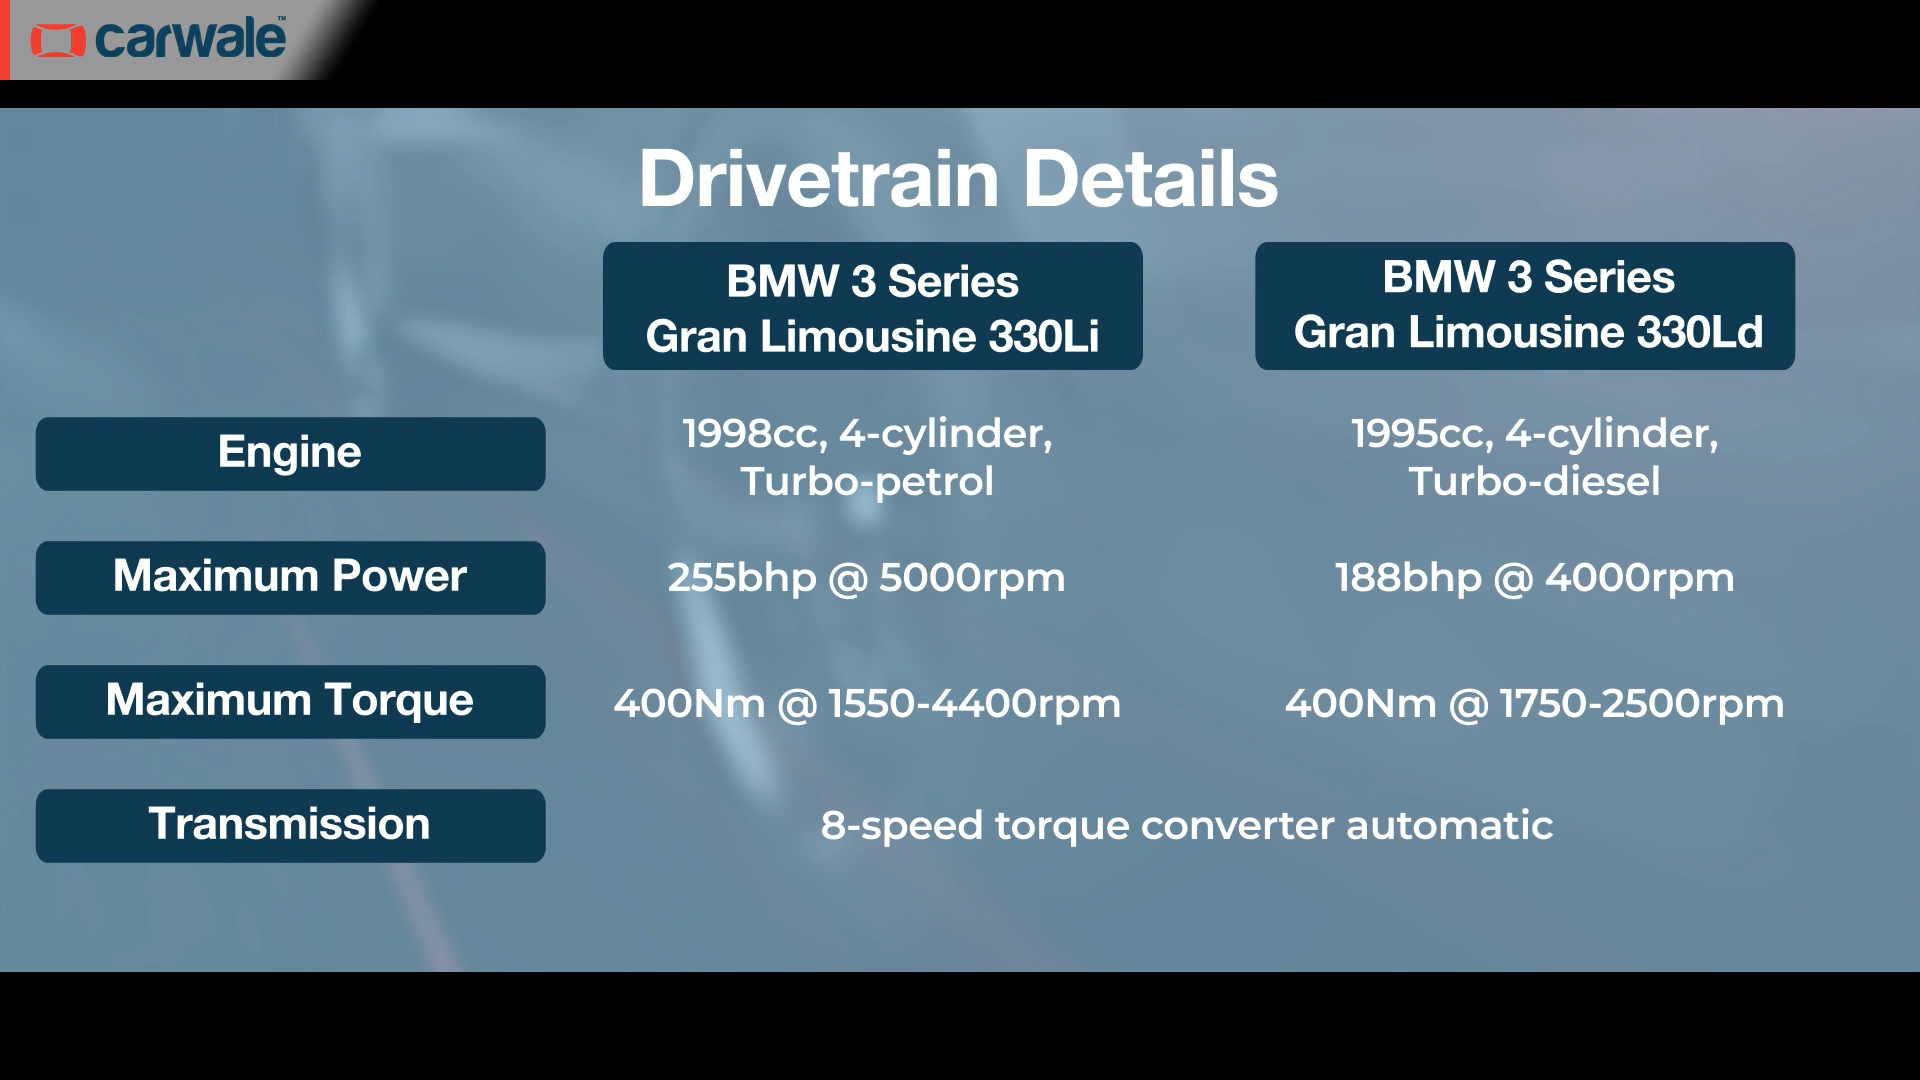 carwale™
Drivetrain Details
BMW 3 Series
Gran Limousine 330Li
BMW 3 Series
Gran Limousine 330Ld
Engine
1998cc, 4-cylinder,
Turbo-petrol
1995cc, 4-cylinder,
Turbo-diesel
Maximum Power
255bhp @ 5000rpm
188bhp @ 4000rpm
Maximum Torque
400Nm @ 1550-4400rpm
400Nm @ 1750-2500rpm
Transmission
8-speed torque converter automatic